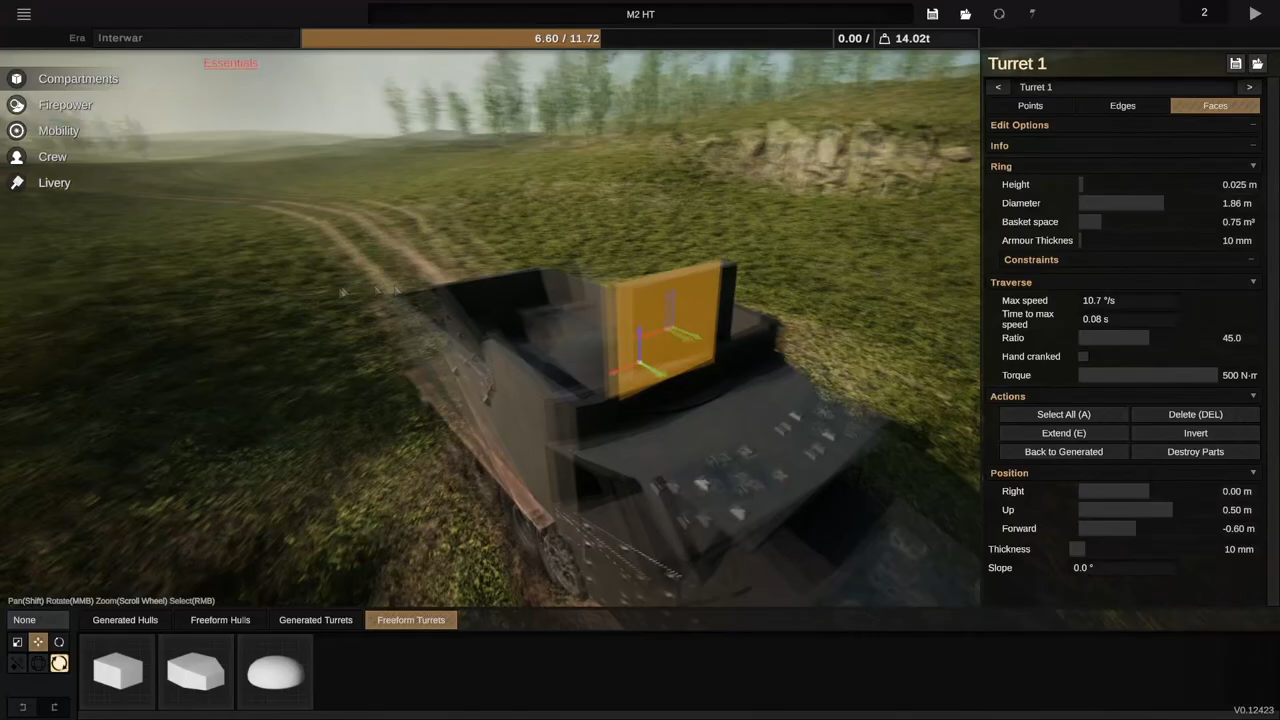 M2 HT
2
Era
Interwar
6.60 / 11.72
0.00 /
14.02t
Essentials
Compartments
Firepower
Mobility
Crew
Livery
Turret 1
<
Turret 1
>
Points
Edges
Faces
Edit Options
Info
Ring
Height
0.025 m
Diameter
1.86 m
Basket space
0.75 m³
Armour Thicknes
10 mm
Constraints
Traverse
Max speed
10.7 °/s
Time to max
speed
0.08 s
Ratio
45.0
Hand cranked
Torque
500 N·m
Actions
Select All (A)
Delete (DEL)
Extend (E)
Invert
Back to Generated
Destroy Parts
Position
Right
0.00 m
Up
0.50 m
Forward
-0.60 m
Thickness
10 mm
Slope
0.0 °
Pan(Shift) Rotate(MMB) Zoom(Scroll Wheel) Select(RMB)
None
Generated Hulls
Freeform Hulls
Generated Turrets
Freeform Turrets
V0.12423